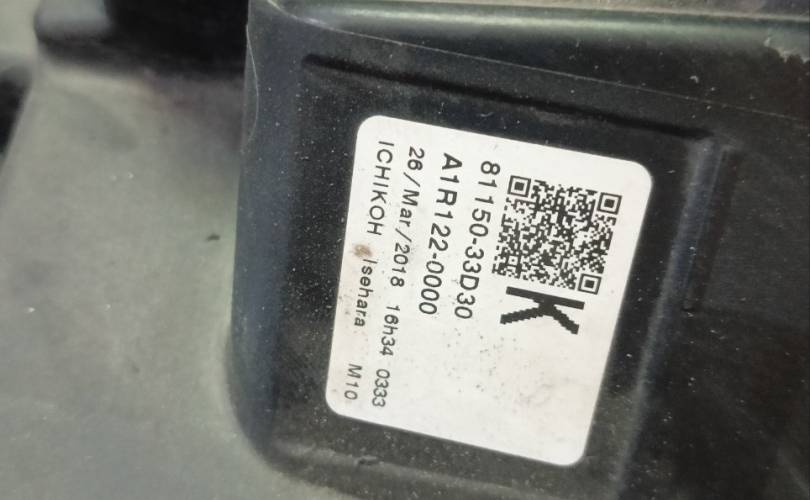 K
81150-33D30
A1R122-0000
26/Mar/2018 16h34 0333
ICHIKOH Isehara M10